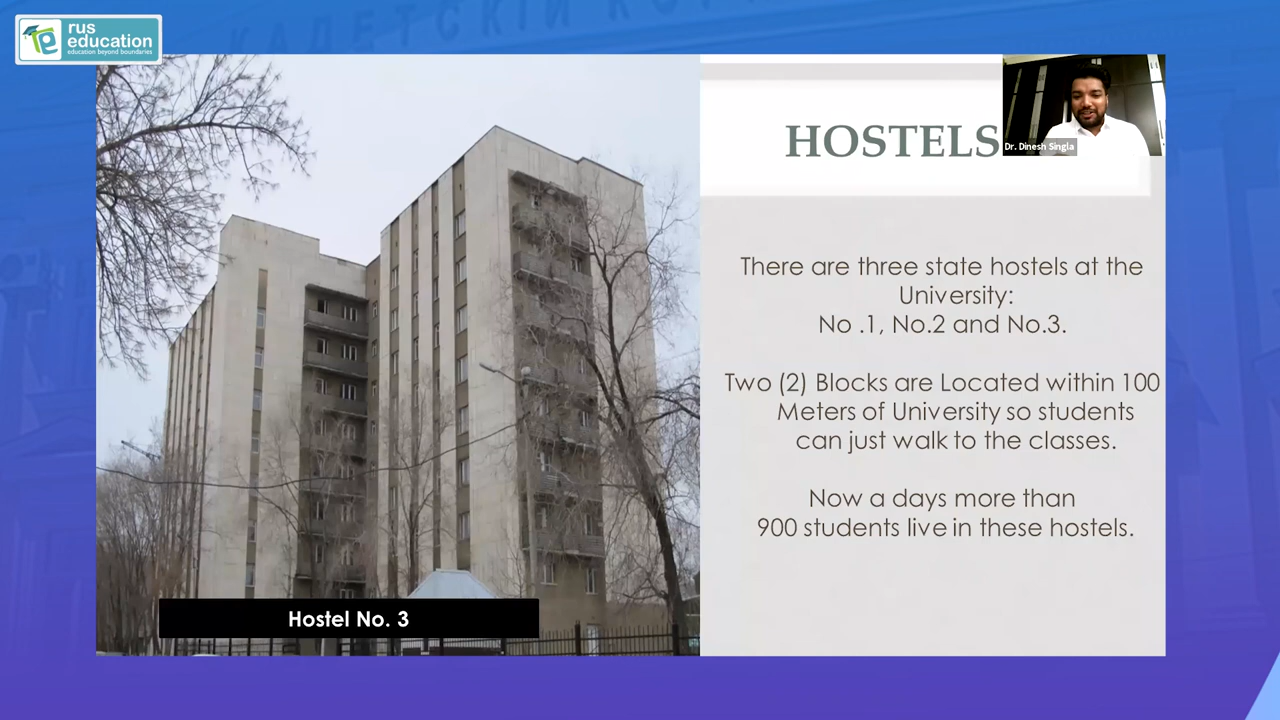 rus
education
education beyond boundaries
КАДЕТСКІЙ КОР
HOSTELS
Dr. Dinesh Singla
There are three state hostels at the
University:
No .1, No.2 and No.3.
Two (2) Blocks are Located within 100
Meters of University so students
can just walk to the classes.
Now a days more than
900 students live in these hostels.
Hostel No. 3